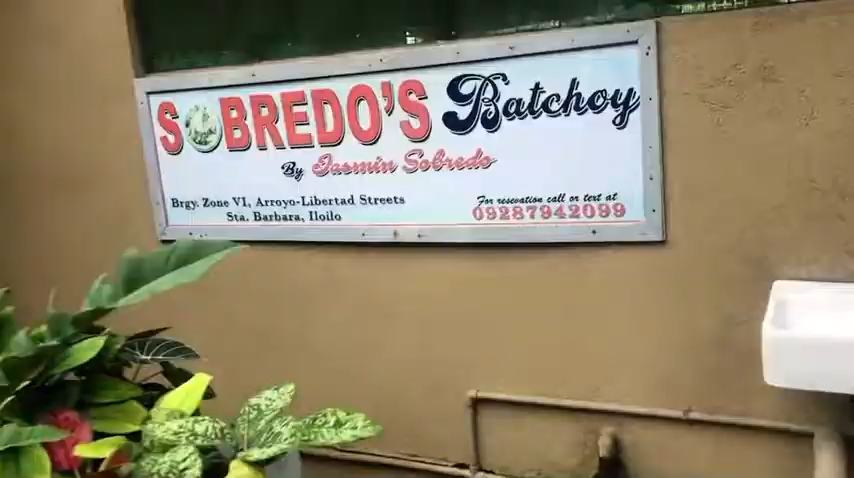 SOBREDO'S Batchoy
By Jasmin Sobredo
Brgy. Zone VI, Arroyo-Libertad Streets
Sta. Barbara, Iloilo
For resevation call or text at
09287942099